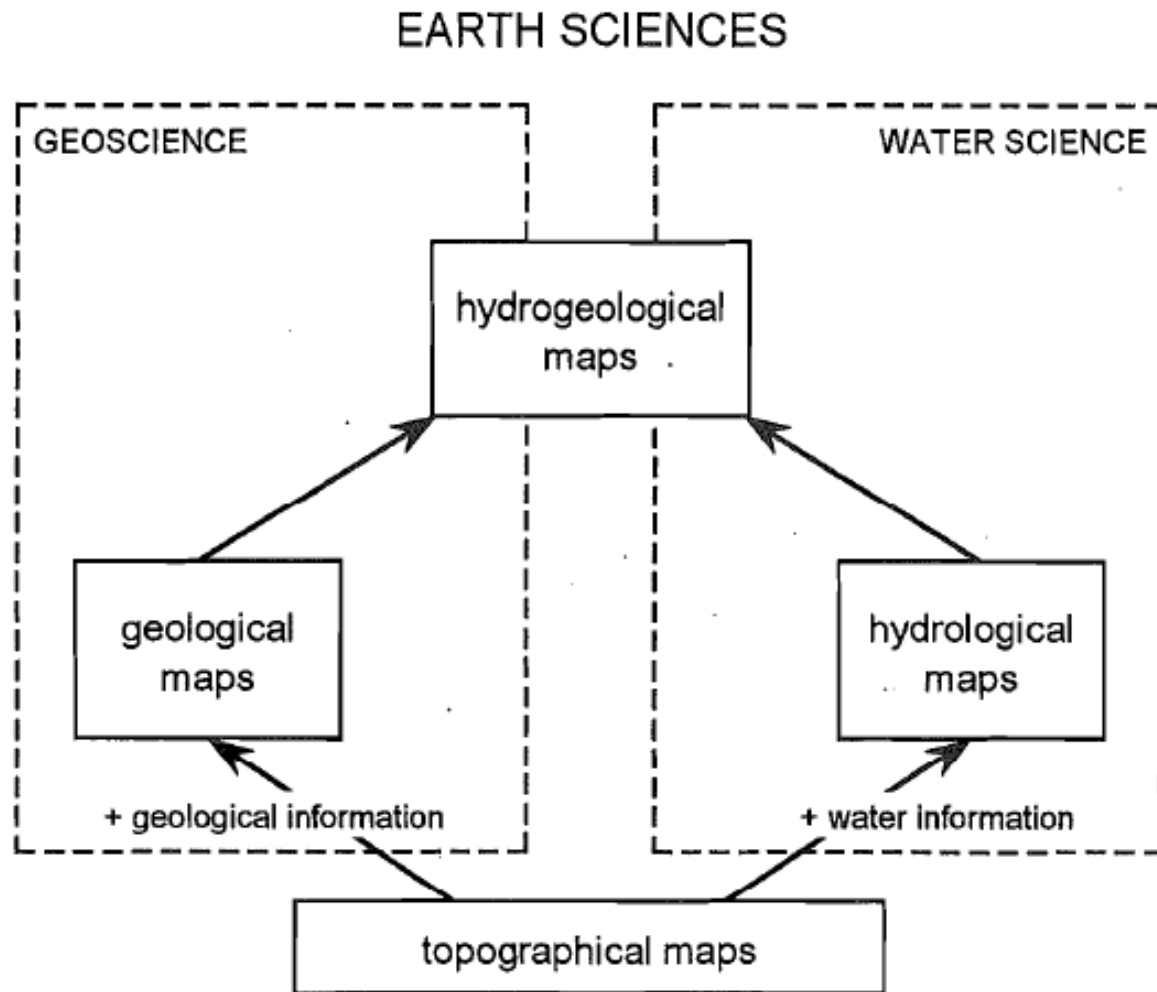 EARTH SCIENCES
GEOSCIENCE
WATER SCIENCE
hydrogeological
maps
geological
maps
hydrological
maps
+ geological information
+ water information
topographical maps